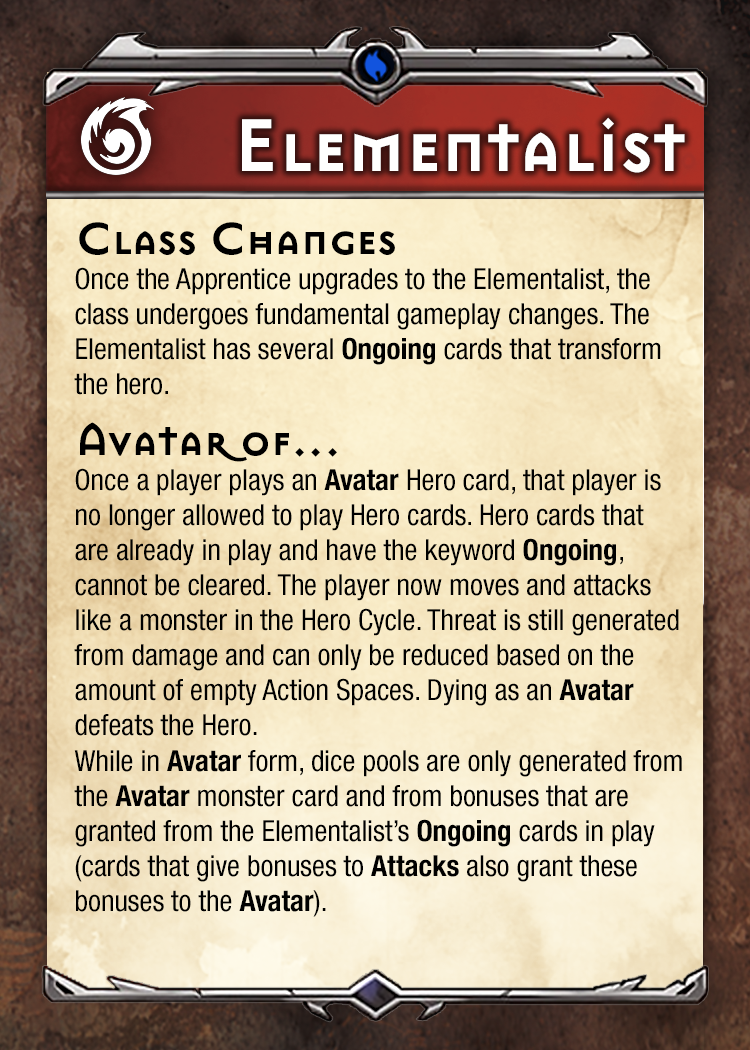 Elementalist
Class Changes
Once the Apprentice upgrades to the Elementalist, the
class undergoes fundamental gameplay changes. The
Elementalist has several Ongoing cards that transform
the hero.
Avatar of...
Once a player plays an Avatar Hero card, that player is
no longer allowed to play Hero cards. Hero cards that
are already in play and have the keyword Ongoing,
cannot be cleared. The player now moves and attacks
like a monster in the Hero Cycle. Threat is still generated
from damage and can only be reduced based on the
amount of empty Action Spaces. Dying as an Avatar
defeats the Hero.
While in Avatar form, dice pools are only generated from
the Avatar monster card and from bonuses that are
granted from the Elementalist’s Ongoing cards in play
(cards that give bonuses to Attacks also grant these
bonuses to the Avatar).